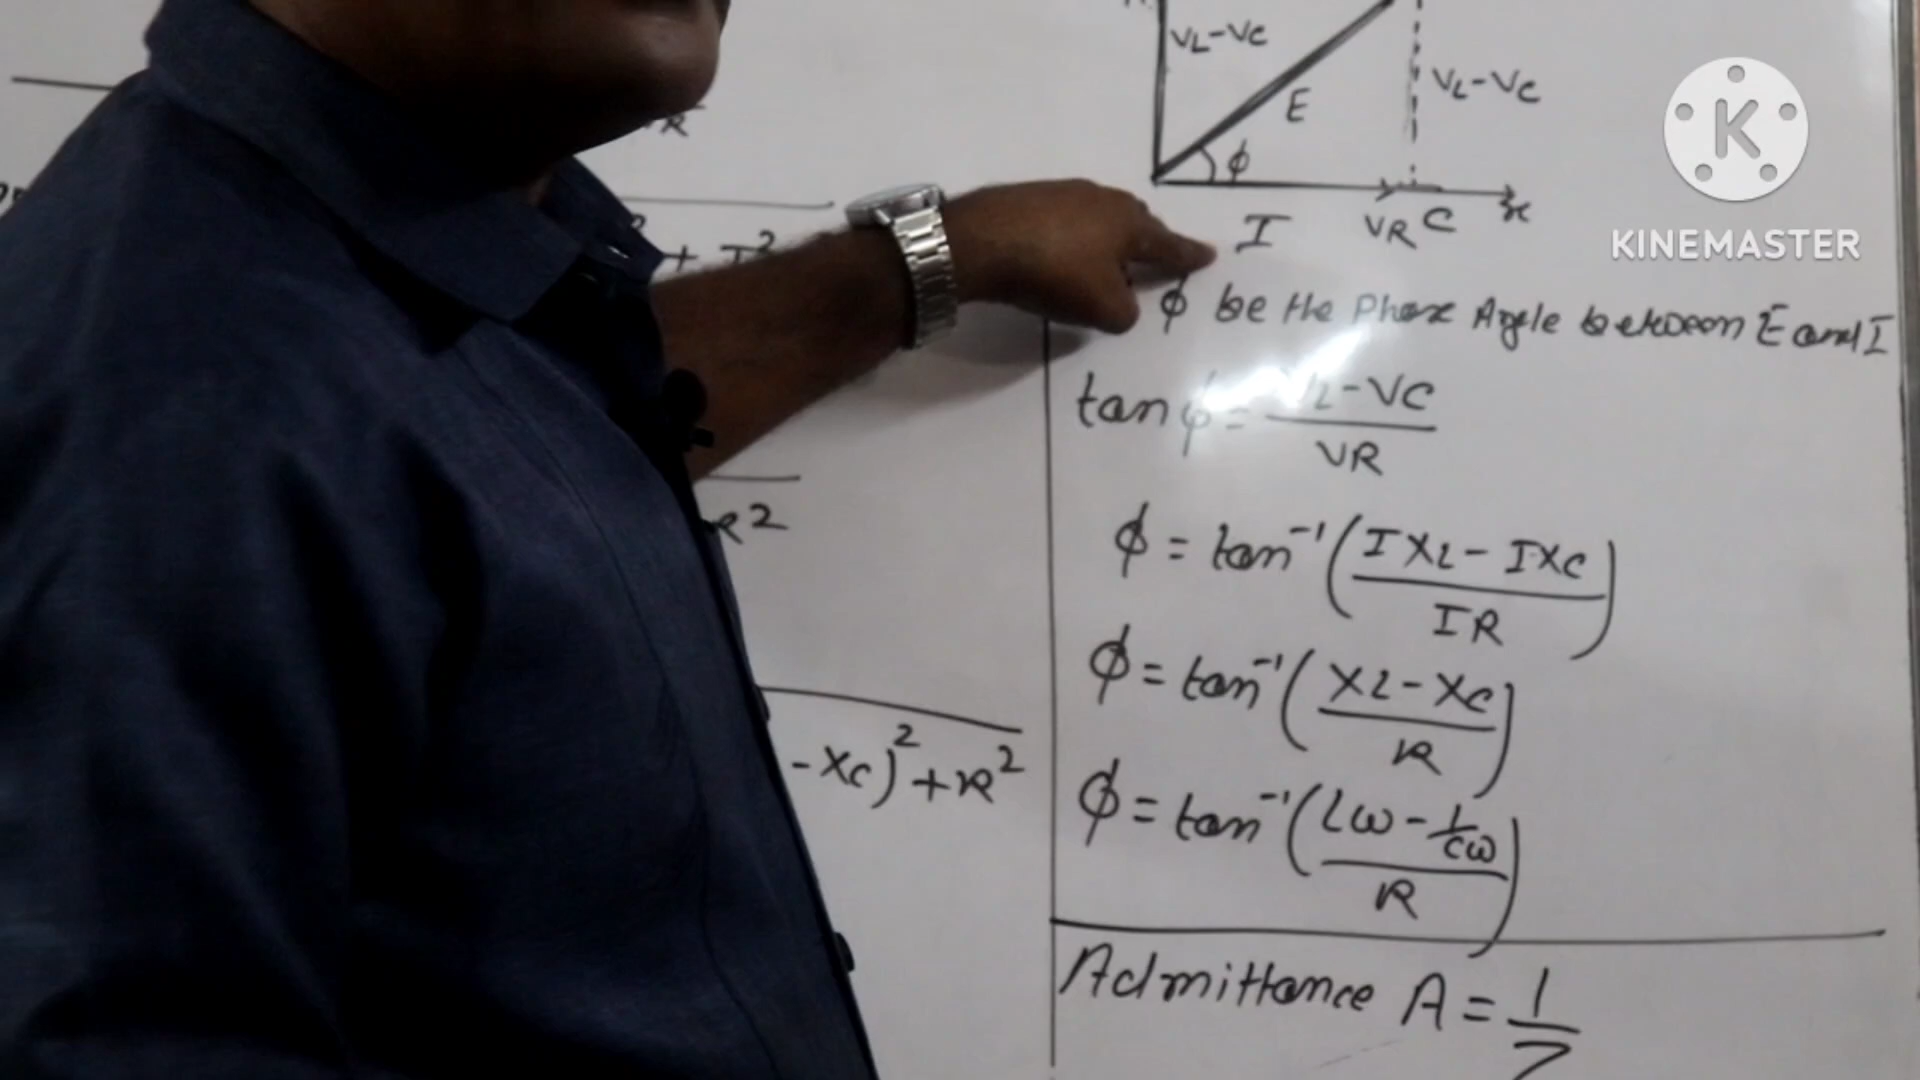 VL-VC
E
VL-VC
ϕ
I VR C x
K
KINEMASTER
+ I²
R²
- XC)² + R²
ϕ be the Phase Angle between E and I
tan ϕ = VL-VC / VR
ϕ = tan⁻¹ (IXL - IXC / IR)
ϕ = tan⁻¹ (XL - XC / R)
ϕ = tan⁻¹ (Lω - 1/Cω / R)
Admittance A = 1/Z